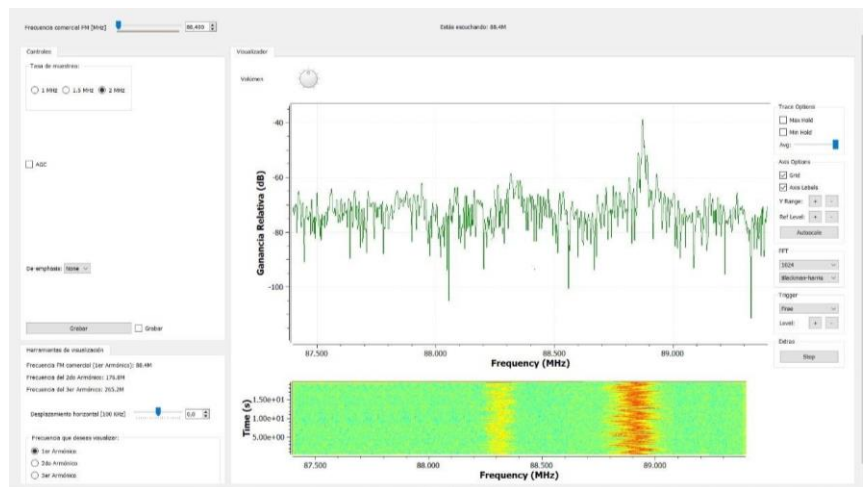 Frecuencia comercial FM [MHz]
88.400
Estás escuchando: 88.4M
Controles
Tasa de muestreo:
1 MHz
1.5 MHz
2 MHz
AGC
De emphasis: None
Grabar
Grabar
Herramientas de visualización
Frecuencia FM comercial (1er Armónico): 88.4M
Frecuencia del 2do Armónico: 176.8M
Frecuencia del 3er Armónico: 265.2M
Desplazamiento horizontal [100 KHz]
0.0
Frecuencia que deseas visualizar:
1er Armónico
2do Armónico
3er Armónico
Visualizador
Volumen
Ganancia Relativa (dB)
-40
-60
-80
-100
87.500
88.000
88.500
89.000
Frequency (MHz)
Time (s)
1.50e+01
1.00e+01
5.00e+00
87.500
88.000
88.500
89.000
Frequency (MHz)
Trace Options
Max Hold
Min Hold
Avg:
Axis Options
Grid
Axis Labels
Y Range: + -
Ref Level: + -
Autoscale
FFT
1024
Blackman-harris
Trigger
Free
Level: + -
Extras
Stop